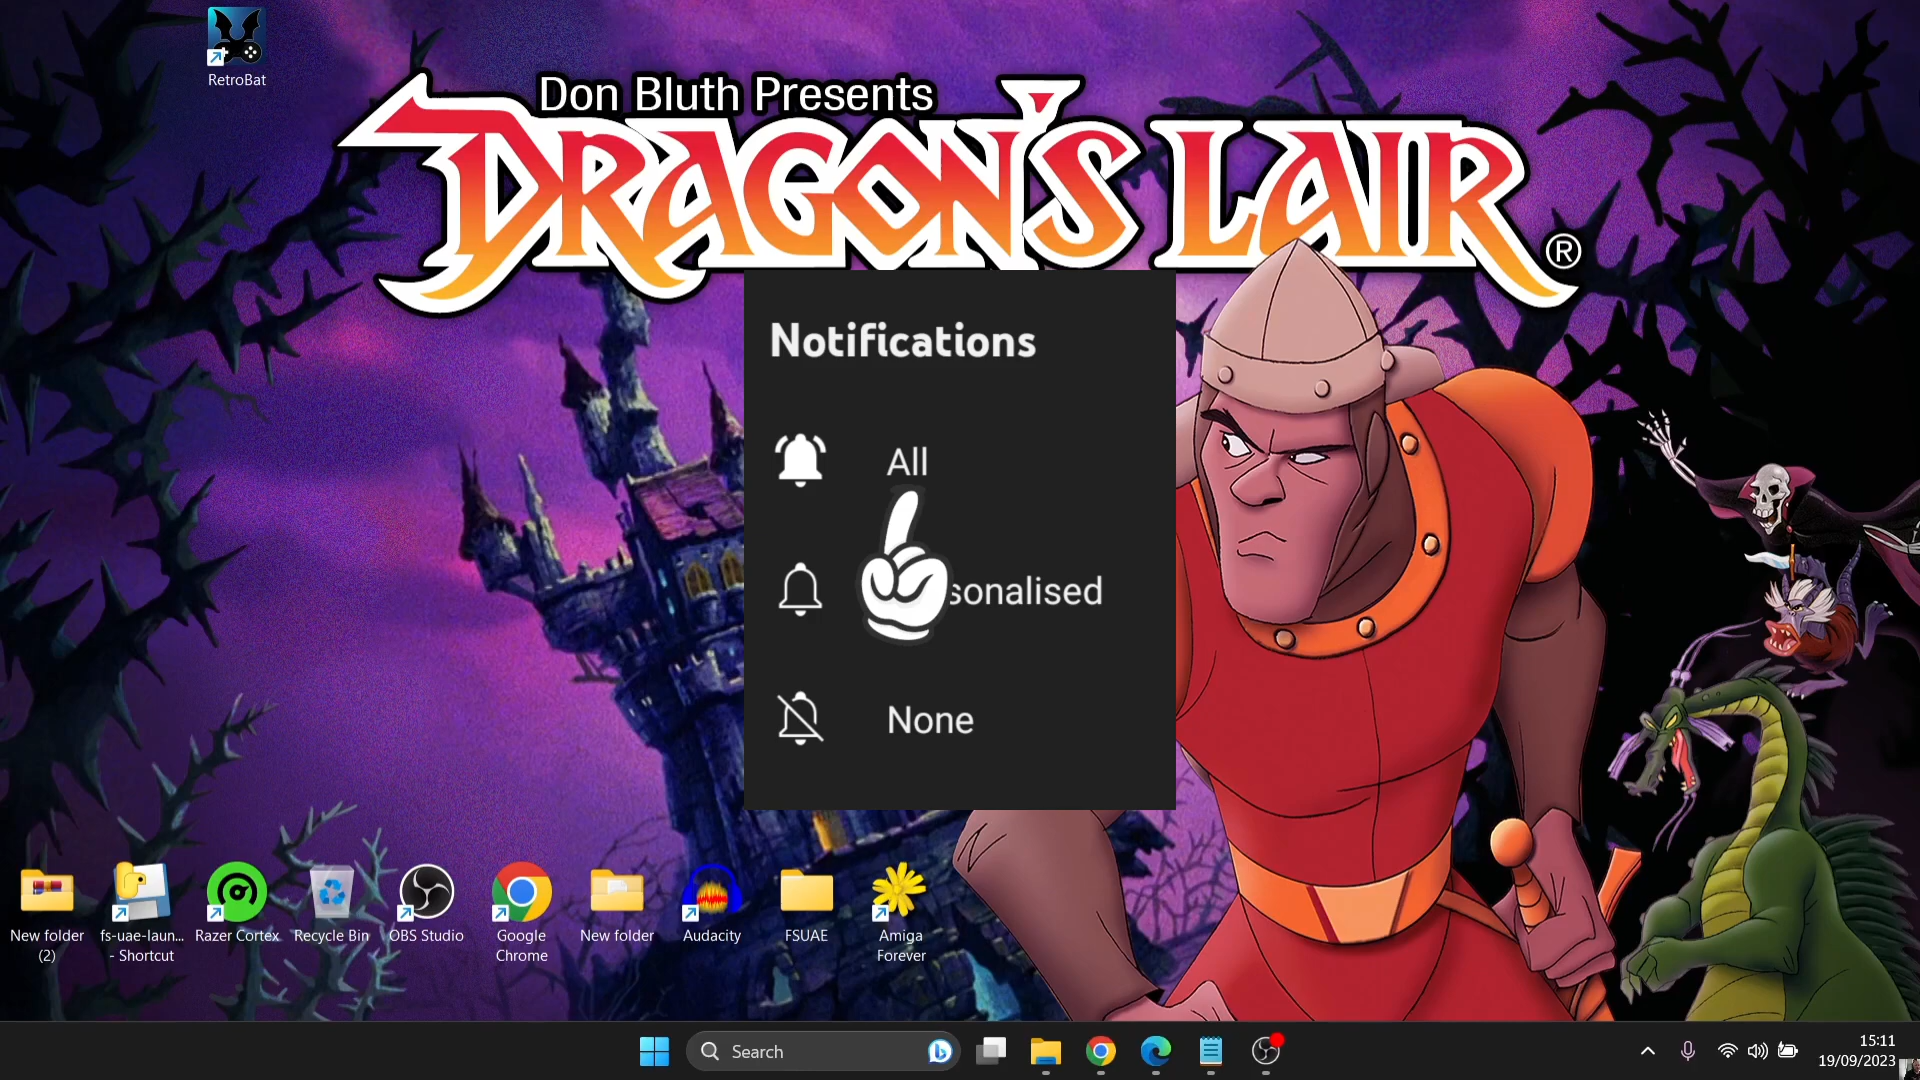 RetroBat
Don Bluth Presents
DRAGON'S LAIR®
Notifications
All
sonalised
None
New folder
(2)
fs-uae-laun...
- Shortcut
Razer Cortex
Recycle Bin
OBS Studio
Google
Chrome
New folder
Audacity
FSUAE
Amiga
Forever
Search
15:11
19/09/2023